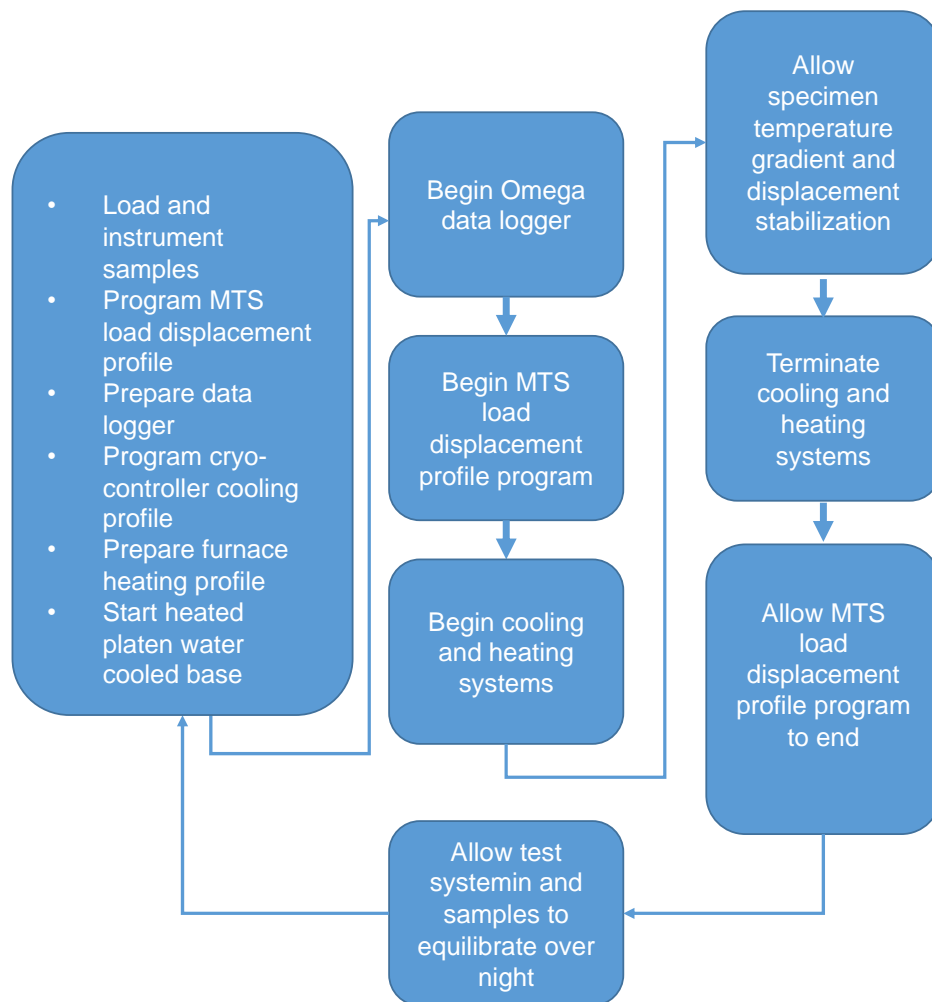 • Load and
instrument
samples
• Program MTS
load displacement
profile
• Prepare data
logger
• Program cryo-
controller cooling
profile
• Prepare furnace
heating profile
• Start heated
platen water
cooled base
Begin Omega
data logger
Begin MTS
load
displacement
profile program
Begin cooling
and heating
systems
Allow
specimen
temperature
gradient and
displacement
stabilization
Terminate
cooling and
heating
systems
Allow MTS
load
displacement
profile program
to end
Allow test
systemin and
samples to
equilibrate over
night